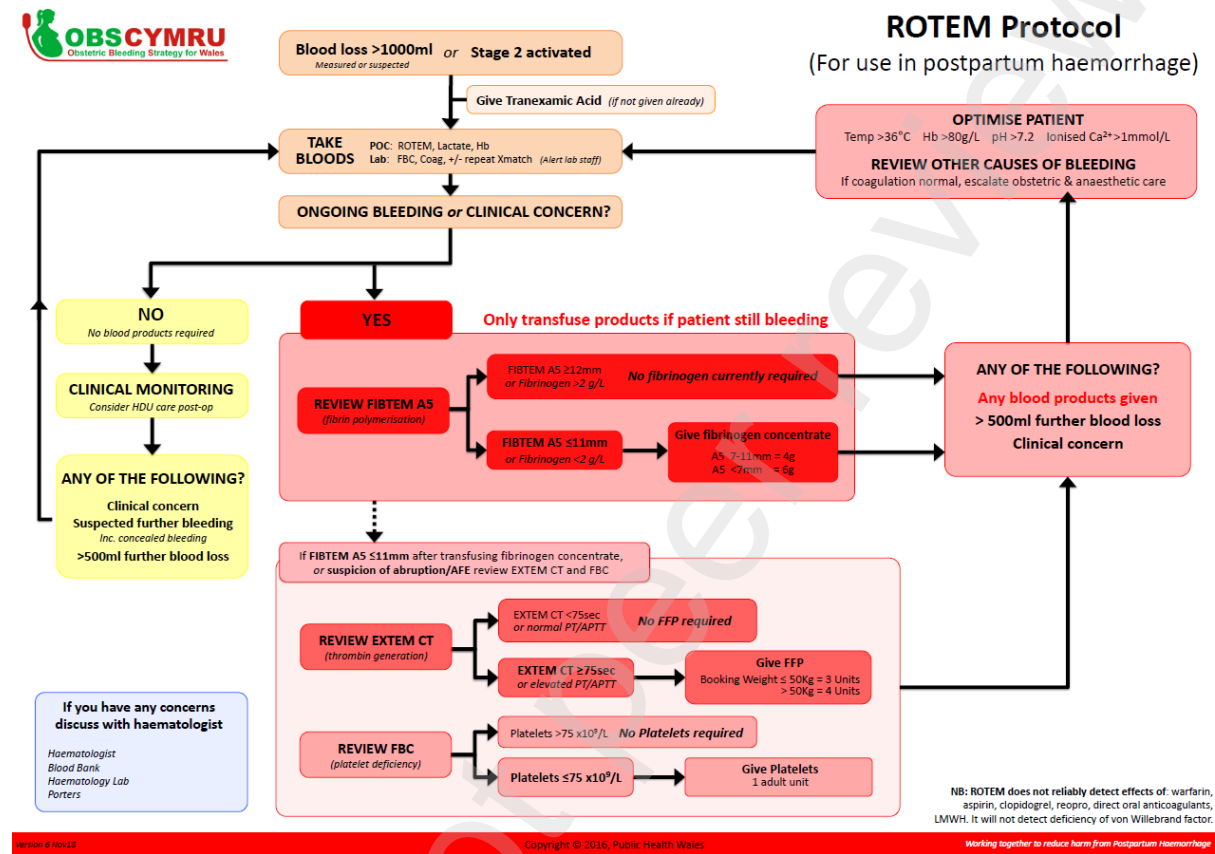 OBSCYMRU
Obstetric Bleeding Strategy for Wales
ROTEM Protocol
(For use in postpartum haemorrhage)
Blood loss >1000ml or Stage 2 activated
Measured or suspected
Give Tranexamic Acid (if not given already)
TAKE BLOODS
POC: ROTEM, Lactate, Hb
Lab: FBC, Coag, +/- repeat Xmatch (Alert lab staff)
OPTIMISE PATIENT
Temp >36°C Hb >80g/L pH >7.2 Ionised Ca²⁺>1mmol/L
REVIEW OTHER CAUSES OF BLEEDING
If coagulation normal, escalate obstetric & anaesthetic care
ONGOING BLEEDING or CLINICAL CONCERN?
NO
No blood products required
CLINICAL MONITORING
Consider HDU care post-op
ANY OF THE FOLLOWING?
Clinical concern
Suspected further bleeding
Inc. concealed bleeding
>500ml further blood loss
YES
Only transfuse products if patient still bleeding
REVIEW FIBTEM A5
(fibrin polymerisation)
FIBTEM A5 ≥12mm
or Fibrinogen >2 g/L
No fibrinogen currently required
FIBTEM A5 ≤11mm
or Fibrinogen <2 g/L
Give fibrinogen concentrate
A5 7-11mm = 4g
A5 <7mm = 6g
ANY OF THE FOLLOWING?
Any blood products given
> 500ml further blood loss
Clinical concern
If FIBTEM A5 ≤11mm after transfusing fibrinogen concentrate,
or suspicion of abruption/AFE review EXTEM CT and FBC
REVIEW EXTEM CT
(thrombin generation)
EXTEM CT <75sec
or normal PT/APTT
No FFP required
EXTEM CT ≥75sec
or elevated PT/APTT
Give FFP
Booking Weight ≤ 50Kg = 3 Units
> 50Kg = 4 Units
REVIEW FBC
(platelet deficiency)
Platelets >75 x10⁹/L No Platelets required
Platelets ≤75 x10⁹/L
Give Platelets
1 adult unit
If you have any concerns
discuss with haematologist
Haematologist
Blood Bank
Haematology Lab
Porters
NB: ROTEM does not reliably detect effects of: warfarin,
aspirin, clopidogrel, reopro, direct oral anticoagulants,
LMWH. It will not detect deficiency of von Willebrand factor.
Version 6 Nov18
Copyright © 2016, Public Health Wales
Working together to reduce harm from Postpartum Haemorrhage
ot peer review